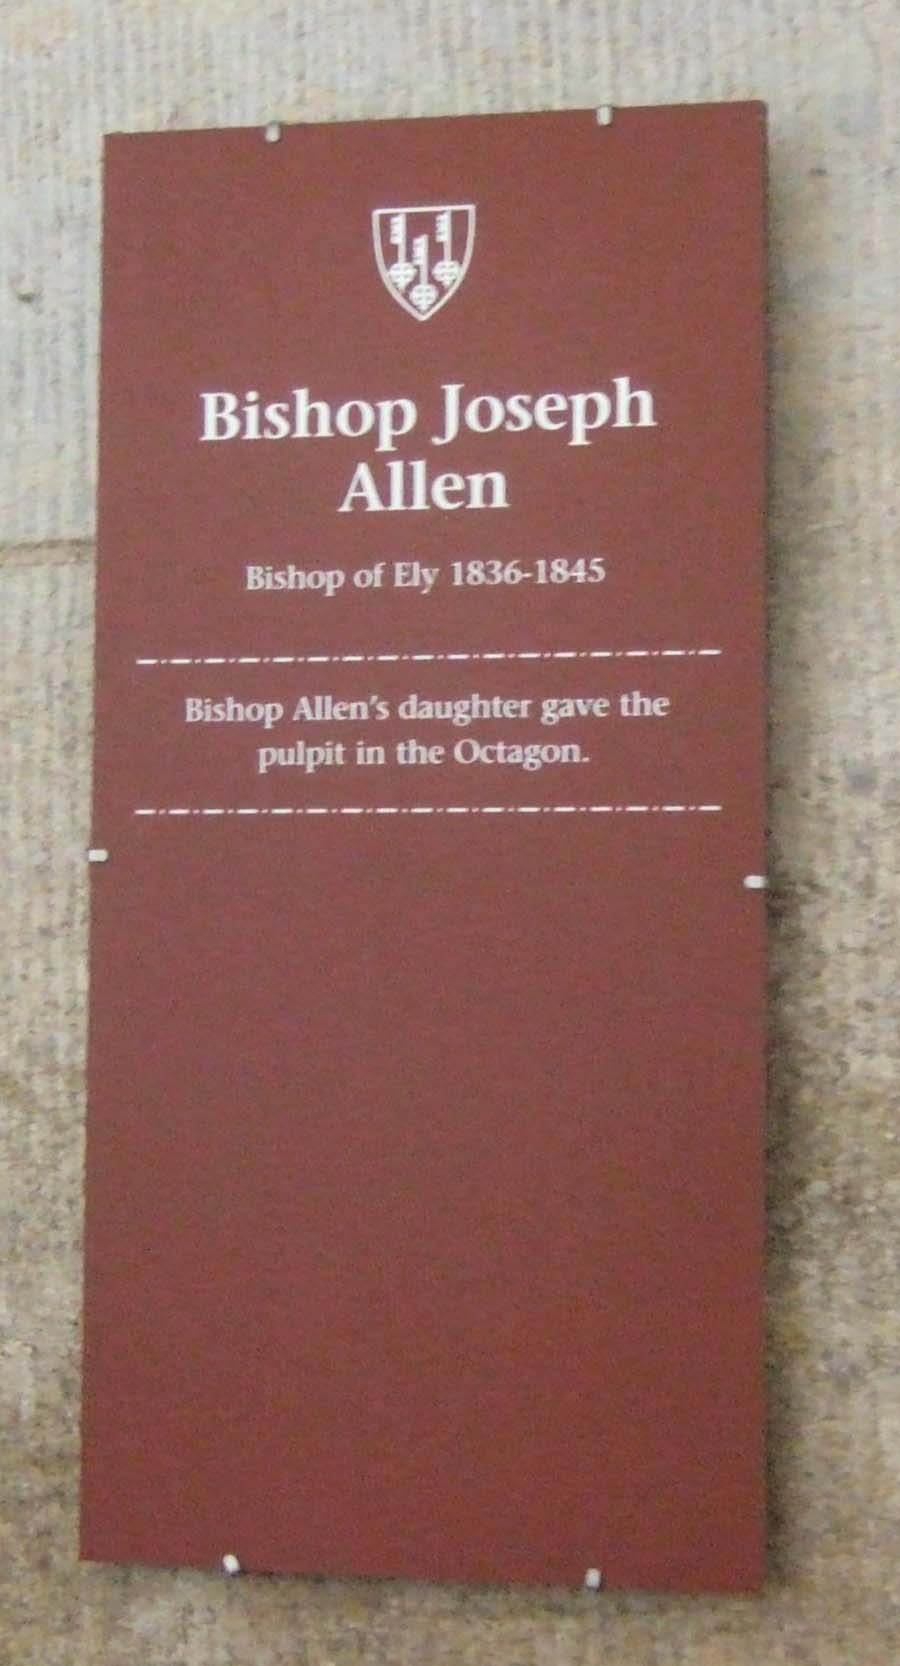 Bishop Joseph
Allen
Bishop of Ely 1836-1845
Bishop Allen's daughter gave the
pulpit in the Octagon.